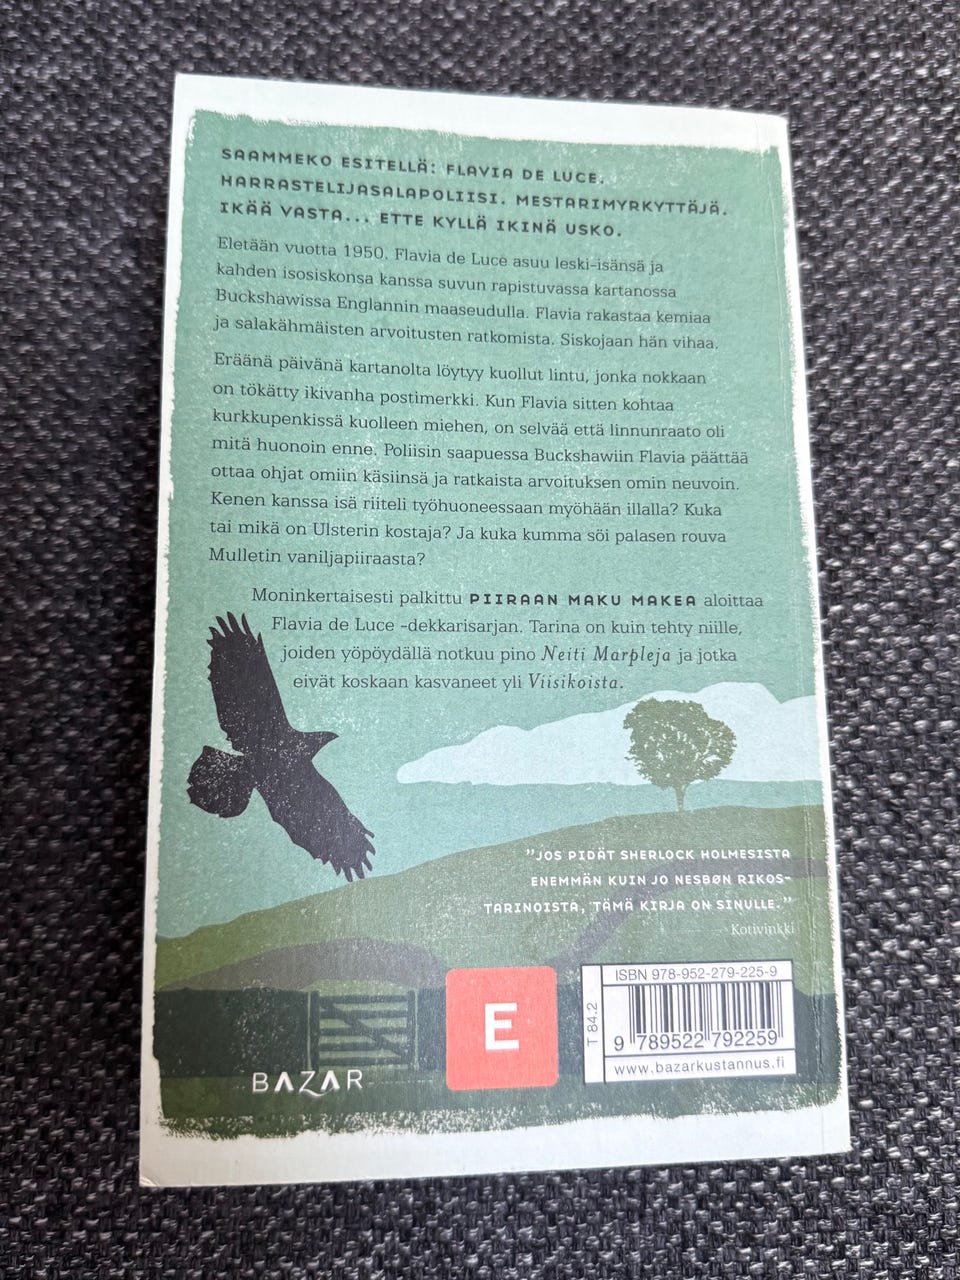 SAAMMEKO ESITELLÄ: FLAVIA DE LUCE.
HARRASTELIJASALAPOLIISI. MESTARIMYRKYTTÄJÄ.
IKÄÄ VASTA... ETTE KYLLÄ IKINÄ USKO.
Eletään vuotta 1950. Flavia de Luce asuu leski-isänsä ja
kahden isosiskonsa kanssa suvun rapistuvassa kartanossa
Buckshawissa Englannin maaseudulla. Flavia rakastaa kemiaa
ja salakähmäisten arvoitusten ratkomista. Siskojaan hän vihaa.
Eräänä päivänä kartanolta löytyy kuollut lintu, jonka nokkaan
on tökätty ikivanha postimerkki. Kun Flavia sitten kohtaa
kurkkupenkissä kuolleen miehen, on selvää että linnunraato oli
mitä huonoin enne. Poliisin saapuessa Buckshawiin Flavia päättää
ottaa ohjat omiin käsiinsä ja ratkaista arvoituksen omin neuvoin.
Kenen kanssa isä riiteli työhuoneessaan myöhään illalla? Kuka
tai mikä on Ulsterin kostaja? Ja kuka kumma söi palasen rouva
Mulletin vaniljapiiraasta?
Moninkertaisesti palkittu PIIRAAN MAKU MAKEA aloittaa
Flavia de Luce -dekkarisarjan. Tarina on kuin tehty niille,
joiden yöpöydällä notkuu pino Neiti Marpleja ja jotka
eivät koskaan kasvaneet yli Viisikoista.
"JOS PIDÄT SHERLOCK HOLMESISTA
ENEMMÄN KUIN JO NESBØN RIKOS-
TARINOISTA, TÄMÄ KIRJA ON SINULLE."
Kotivinkki
BAZAR
E
T 84.2
ISBN 978-952-279-225-9
9 789522 792259
www.bazarkustannus.fi